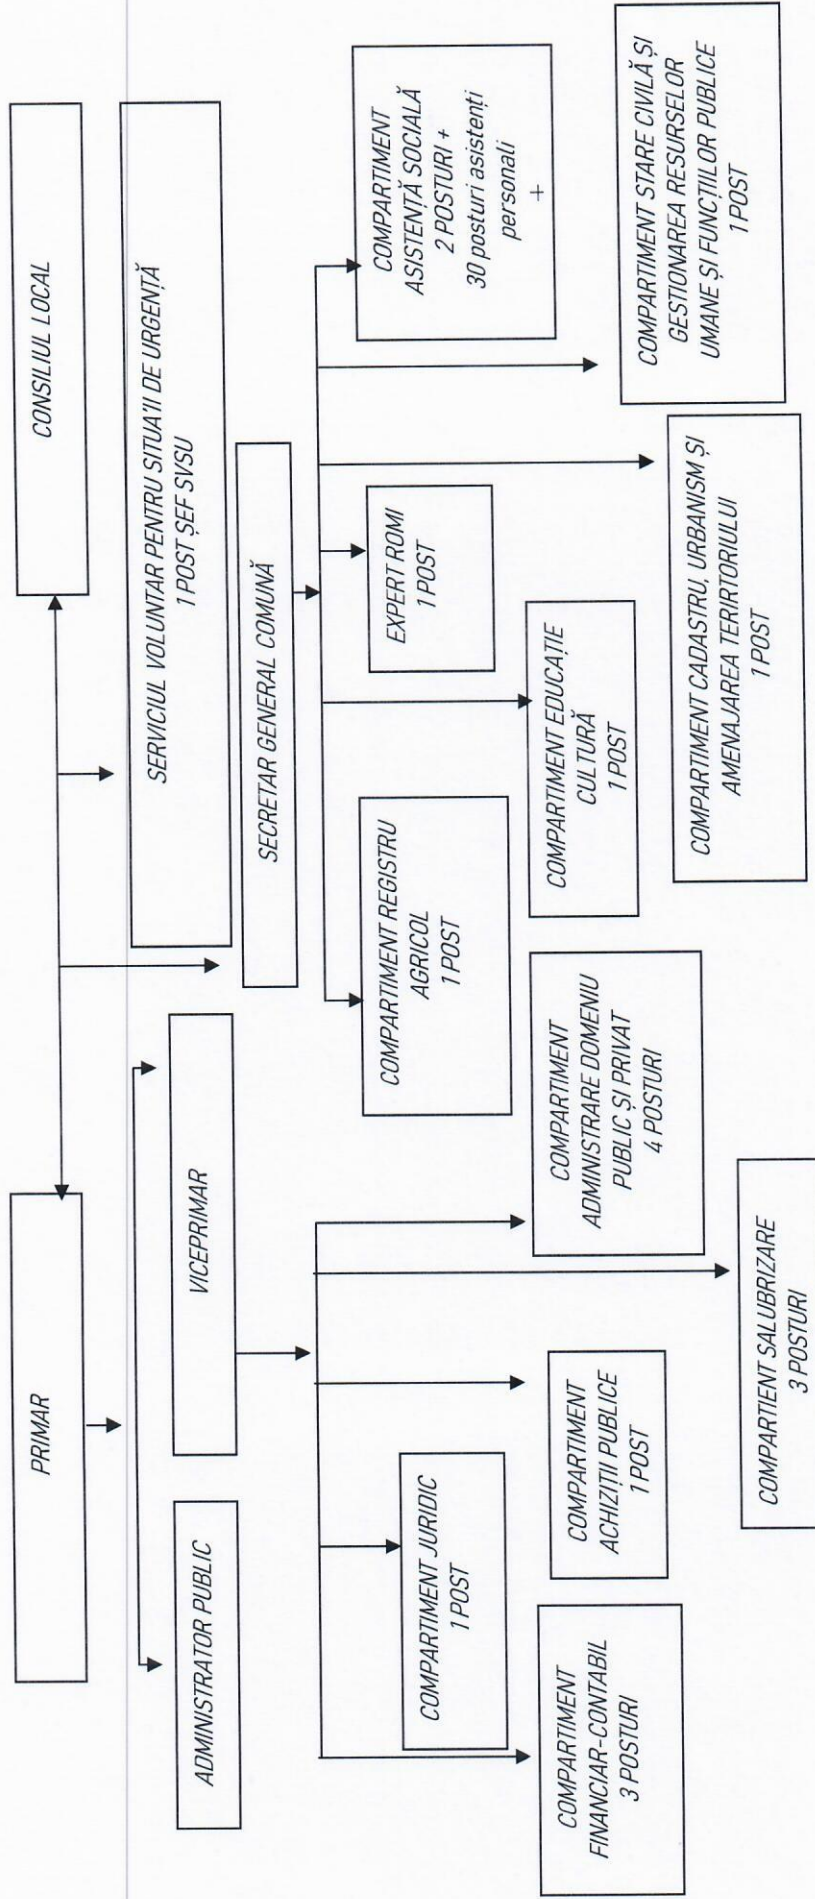 PRIMAR
CONSILIUL LOCAL
SERVICIUL VOLUNTAR PENTRU SITUA'II DE URGENȚĂ
1 POST ȘEF SVSU
ADMINISTRATOR PUBLIC
VICEPRIMAR
SECRETAR GENERAL COMUNĂ
COMPARTIMENT JURIDIC
1 POST
COMPARTIMENT REGISTRU
AGRICOL
1 POST
EXPERT ROMI
1 POST
COMPARTIMENT
ASISTENȚĂ SOCIALĂ
2 POSTURI +
30 posturi asistenți
personali
+
COMPARTIMENT
FINANCIAR-CONTABIL
3 POSTURI
COMPARTIMENT
ACHIZIȚII PUBLICE
1 POST
COMPARTIMENT
ADMINISTRARE DOMENIU
PUBLIC ȘI PRIVAT
4 POSTURI
COMPARTIMENT EDUCAȚIE
CULTURĂ
1 POST
COMPARTIMENT STARE CIVILĂ ȘI
GESTIONAREA RESURSELOR
UMANE ȘI FUNCȚIILOR PUBLICE
1 POST
COMPARTIMENT CADASTRU, URBANISM ȘI
AMENAJAREA TERIRTORIULUI
1 POST
COMPARTIENT SALUBRIZARE
3 POSTURI